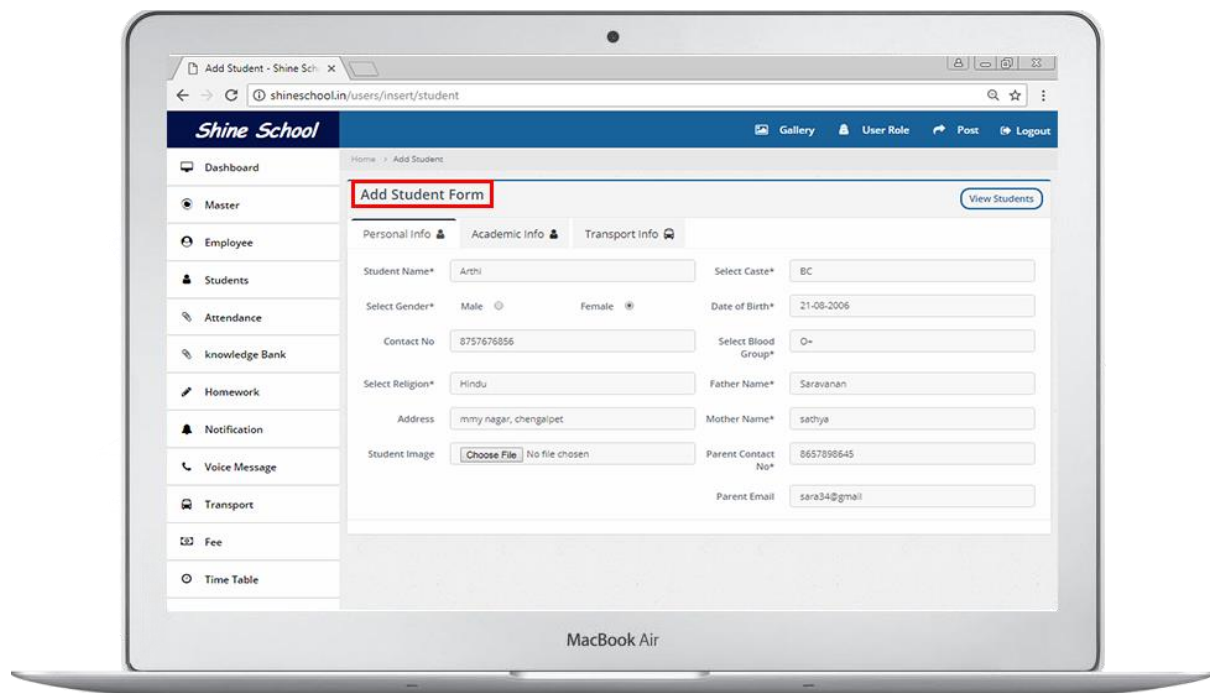 Add Student - Shine Sch
shineschool.in/users/insert/student
Shine School
Gallery User Role Post Logout
Dashboard
Master
Employee
Students
Attendance
knowledge Bank
Homework
Notification
Voice Message
Transport
Fee
Time Table
Home > Add Student
Add Student Form
View Students
Personal Info Academic Info Transport Info
Student Name* Arthi
Select Caste* BC
Select Gender* Male Female
Date of Birth* 21-08-2006
Contact No 8757676856
Select Blood
Group*
O+
Select Religion* Hindu
Father Name* Saravanan
Address mmy nagar, chengalpet
Mother Name* sathya
Student Image Choose File No file chosen
Parent Contact
No*
8657898645
Parent Email sara34@gmail
MacBook Air